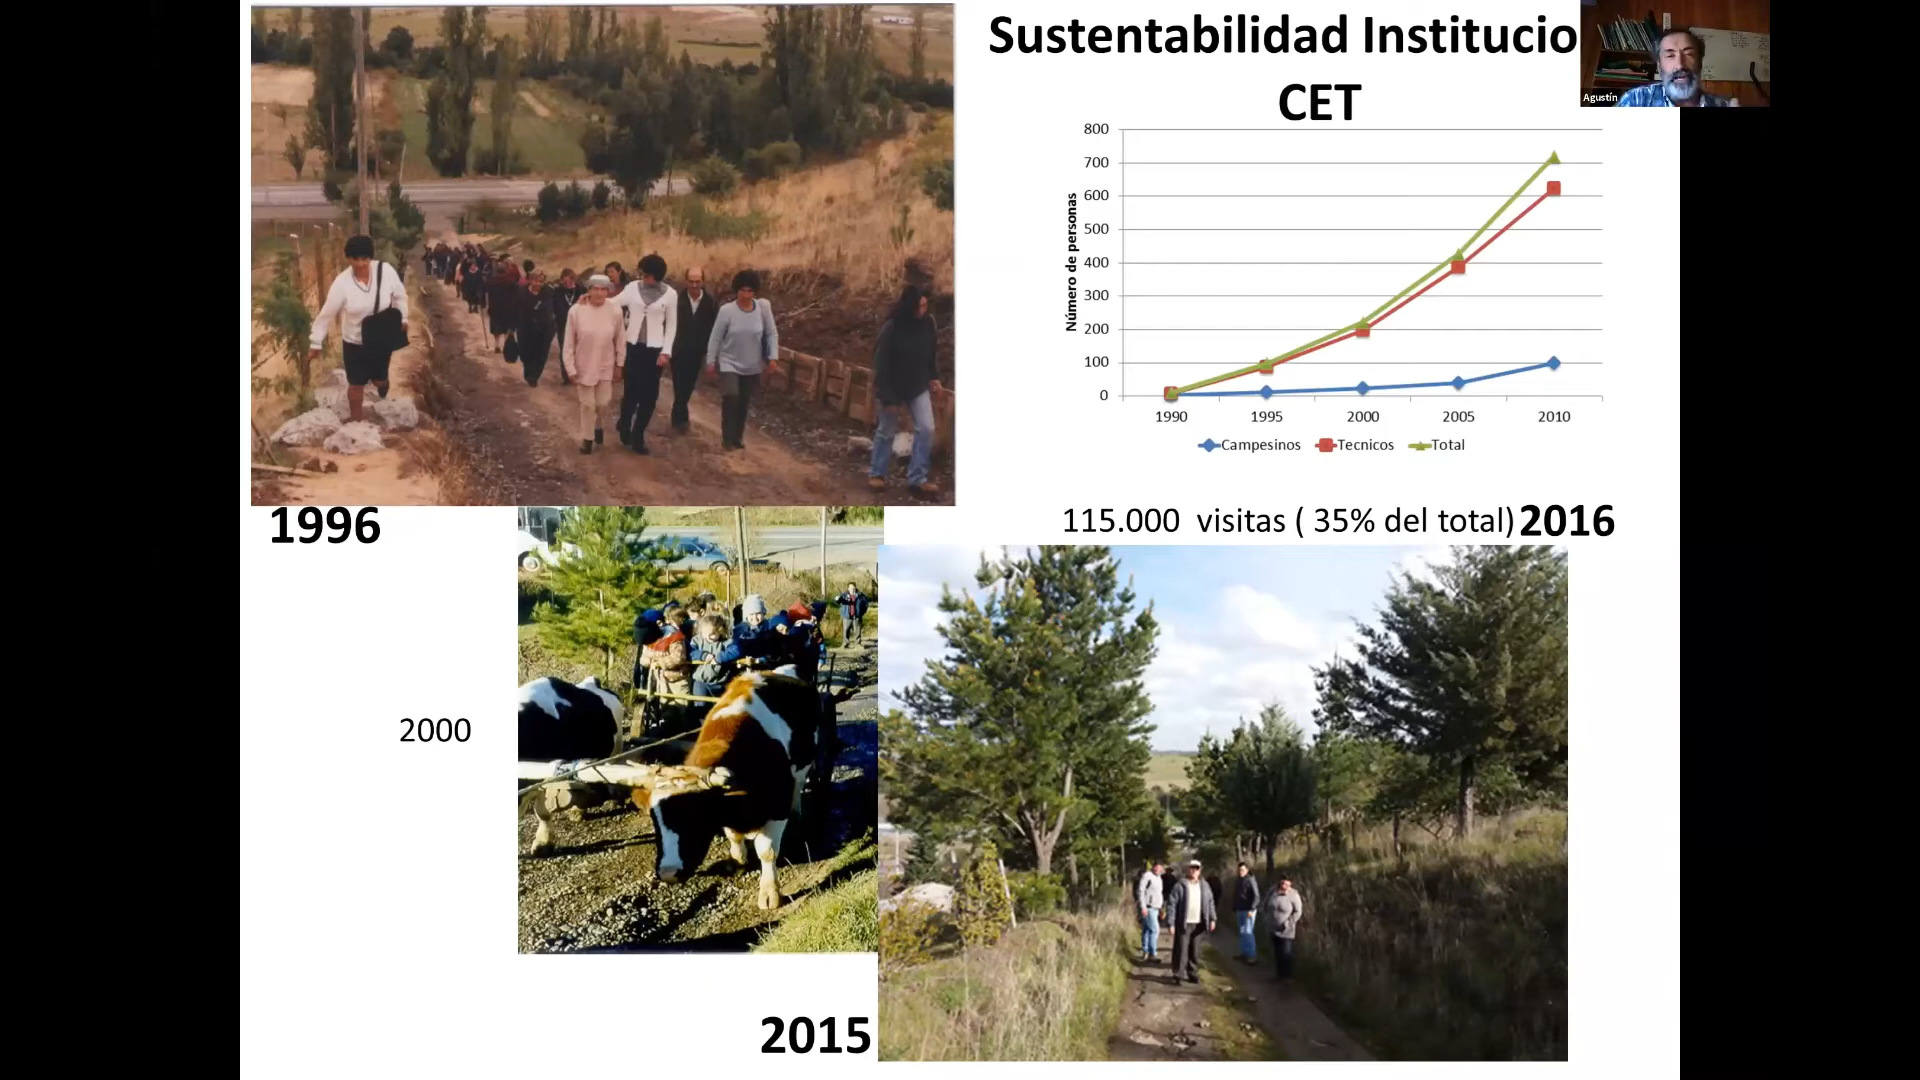 Sustentabilidad Institucio
CET
Agustín
800
700
600
500
400
300
200
100
0
Número de personas
1990 1995 2000 2005 2010
Campesinos Tecnicos Total
1996
115.000 visitas ( 35% del total) 2016
2000
2015